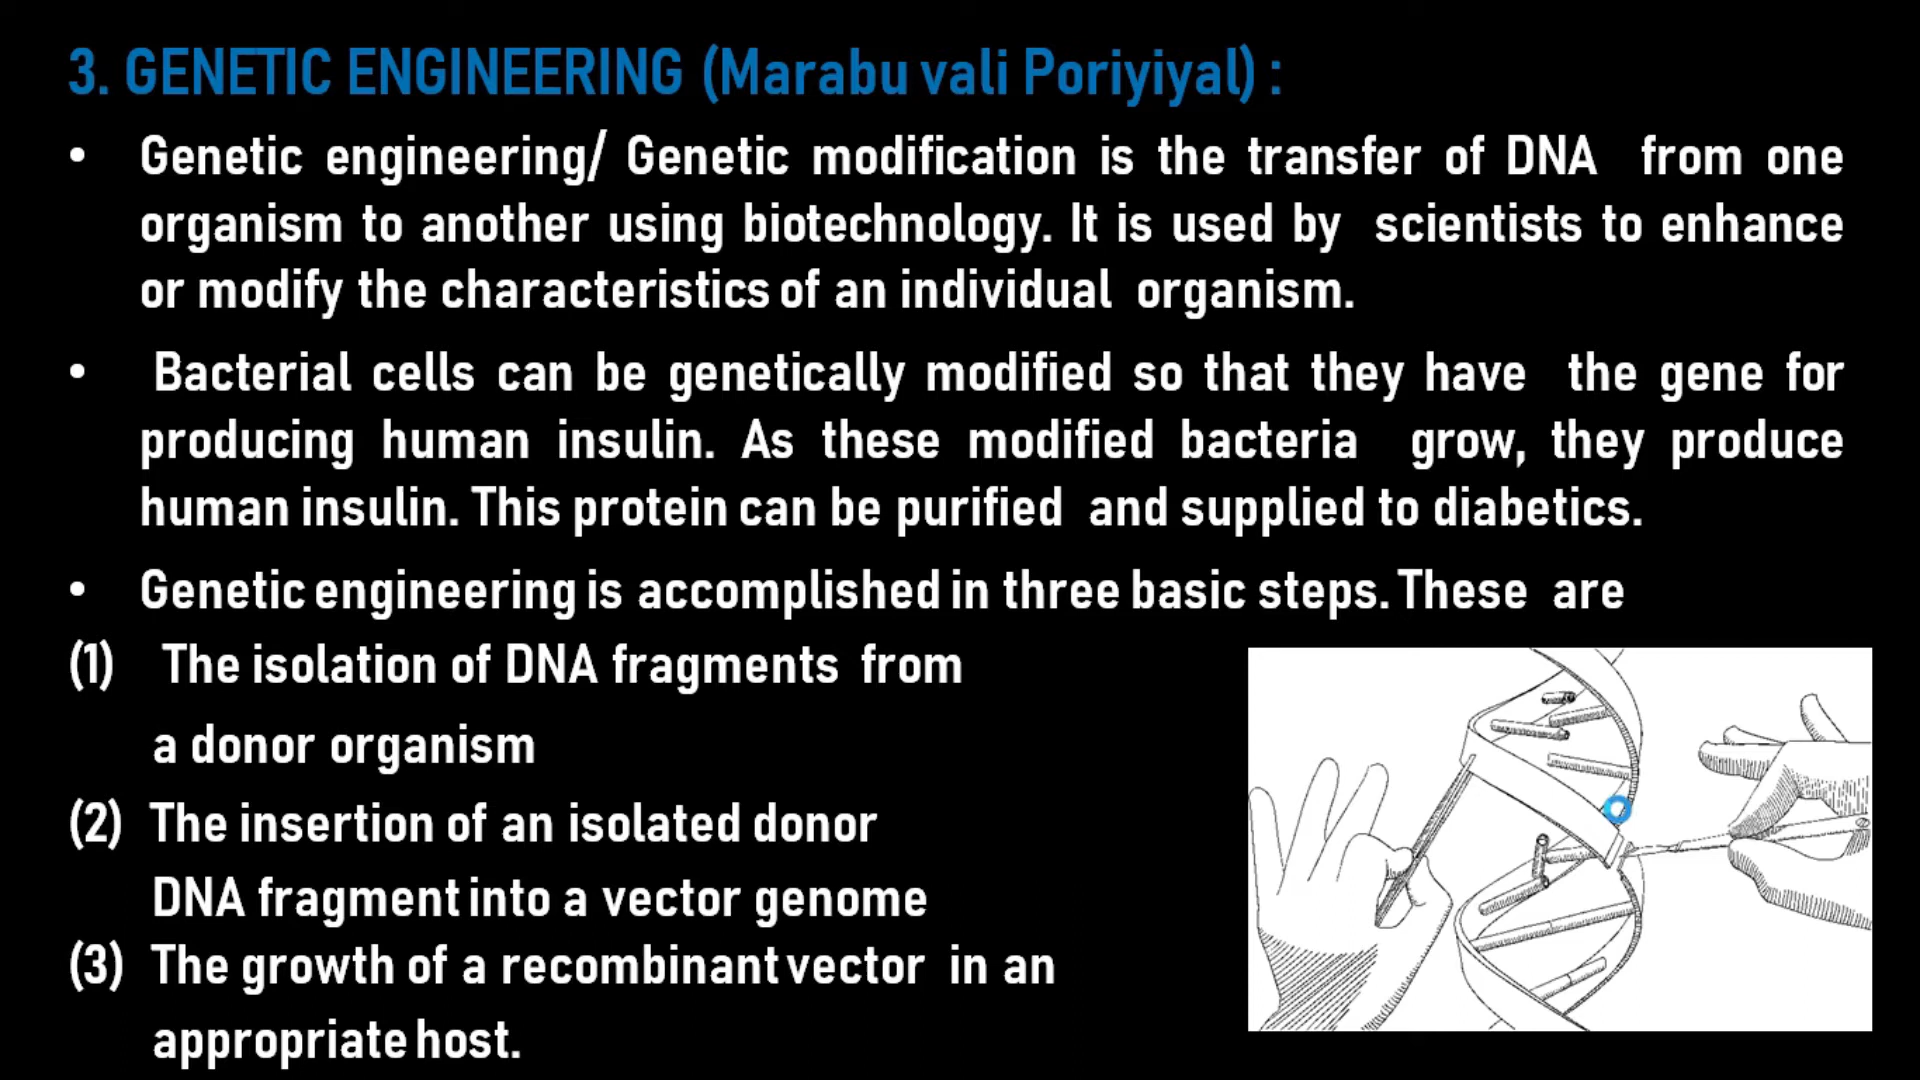 3. GENETIC ENGINEERING (Marabu vali Poriyiyal) :
• Genetic engineering/ Genetic modification is the transfer of DNA from one
organism to another using biotechnology. It is used by scientists to enhance
or modify the characteristics of an individual organism.
• Bacterial cells can be genetically modified so that they have the gene for
producing human insulin. As these modified bacteria grow, they produce
human insulin. This protein can be purified and supplied to diabetics.
• Genetic engineering is accomplished in three basic steps. These are
(1) The isolation of DNA fragments from
a donor organism
(2) The insertion of an isolated donor
DNA fragment into a vector genome
(3) The growth of a recombinant vector in an
appropriate host.